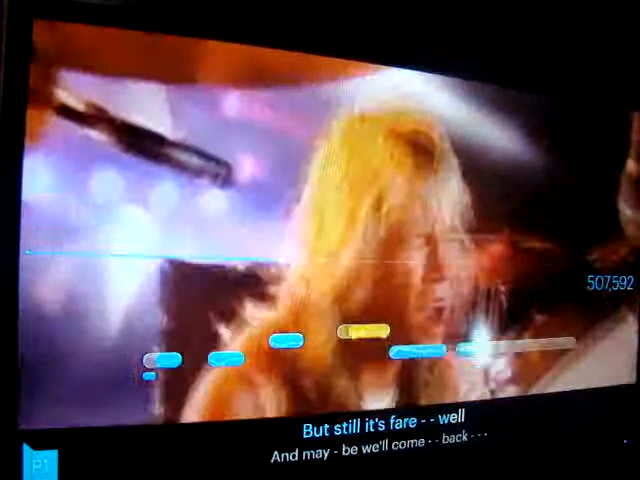 507,592
But still it's fare - - well
And may - be we'll come - - back - - -
P1